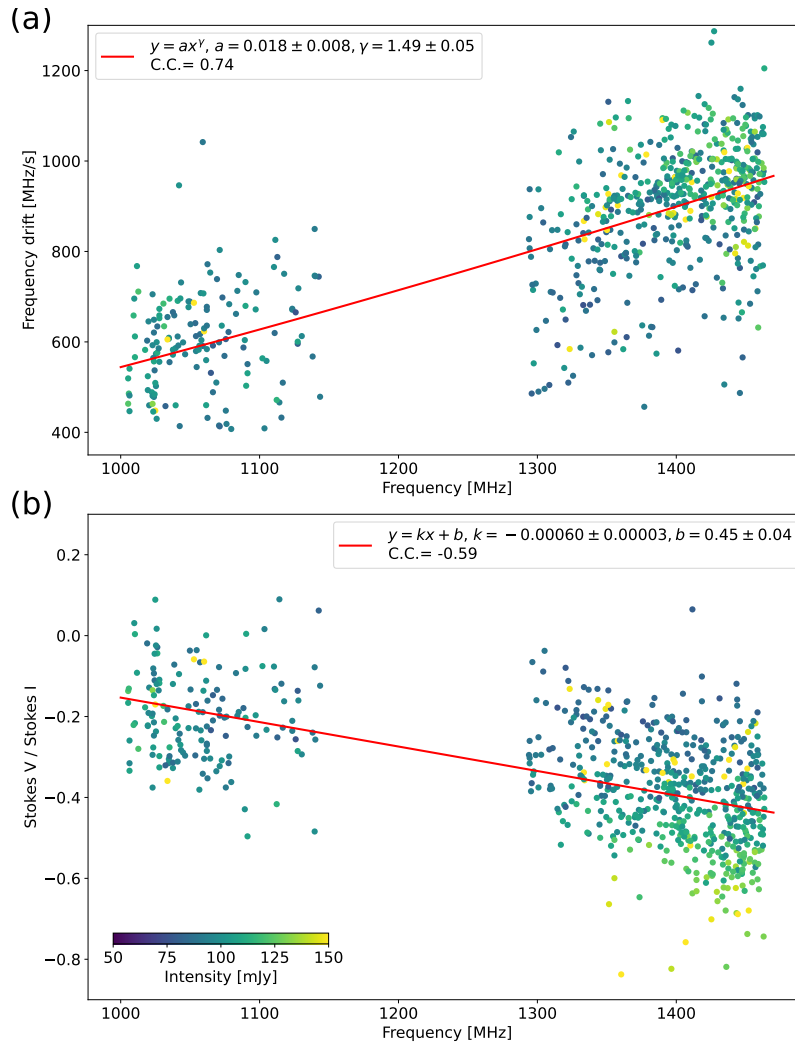 (a)
y = axᵞ, a = 0.018 ± 0.008, γ = 1.49 ± 0.05
C.C.= 0.74
1200
1000
800
600
400
Frequency drift [MHz/s]
1000 1100 1200 1300 1400
Frequency [MHz]
(b)
y = kx + b, k = −0.00060 ± 0.00003, b = 0.45 ± 0.04
C.C.= -0.59
0.2
0.0
−0.2
−0.4
−0.6
−0.8
Stokes V / Stokes I
50 75 100 125 150
Intensity [mJy]
1000 1100 1200 1300 1400
Frequency [MHz]